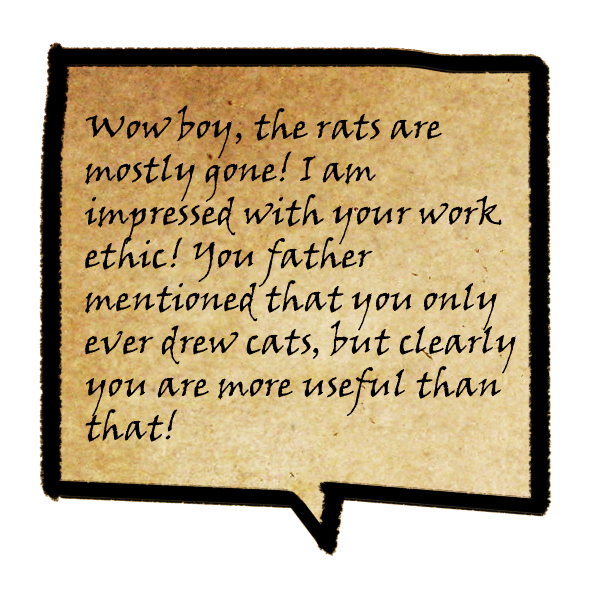 Wow boy, the rats are
mostly gone! I am
impressed with your work
ethic! You father
mentioned that you only
ever drew cats, but clearly
you are more useful than
that!